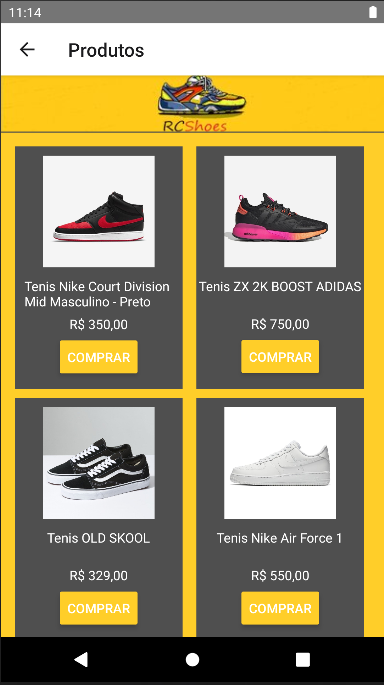 11:14
Produtos
RCShoes
Tenis Nike Court Division
Mid Masculino - Preto
R$ 350,00
COMPRAR
Tenis ZX 2K BOOST ADIDAS
R$ 750,00
COMPRAR
Tenis OLD SKOOL
R$ 329,00
COMPRAR
Tenis Nike Air Force 1
R$ 550,00
COMPRAR